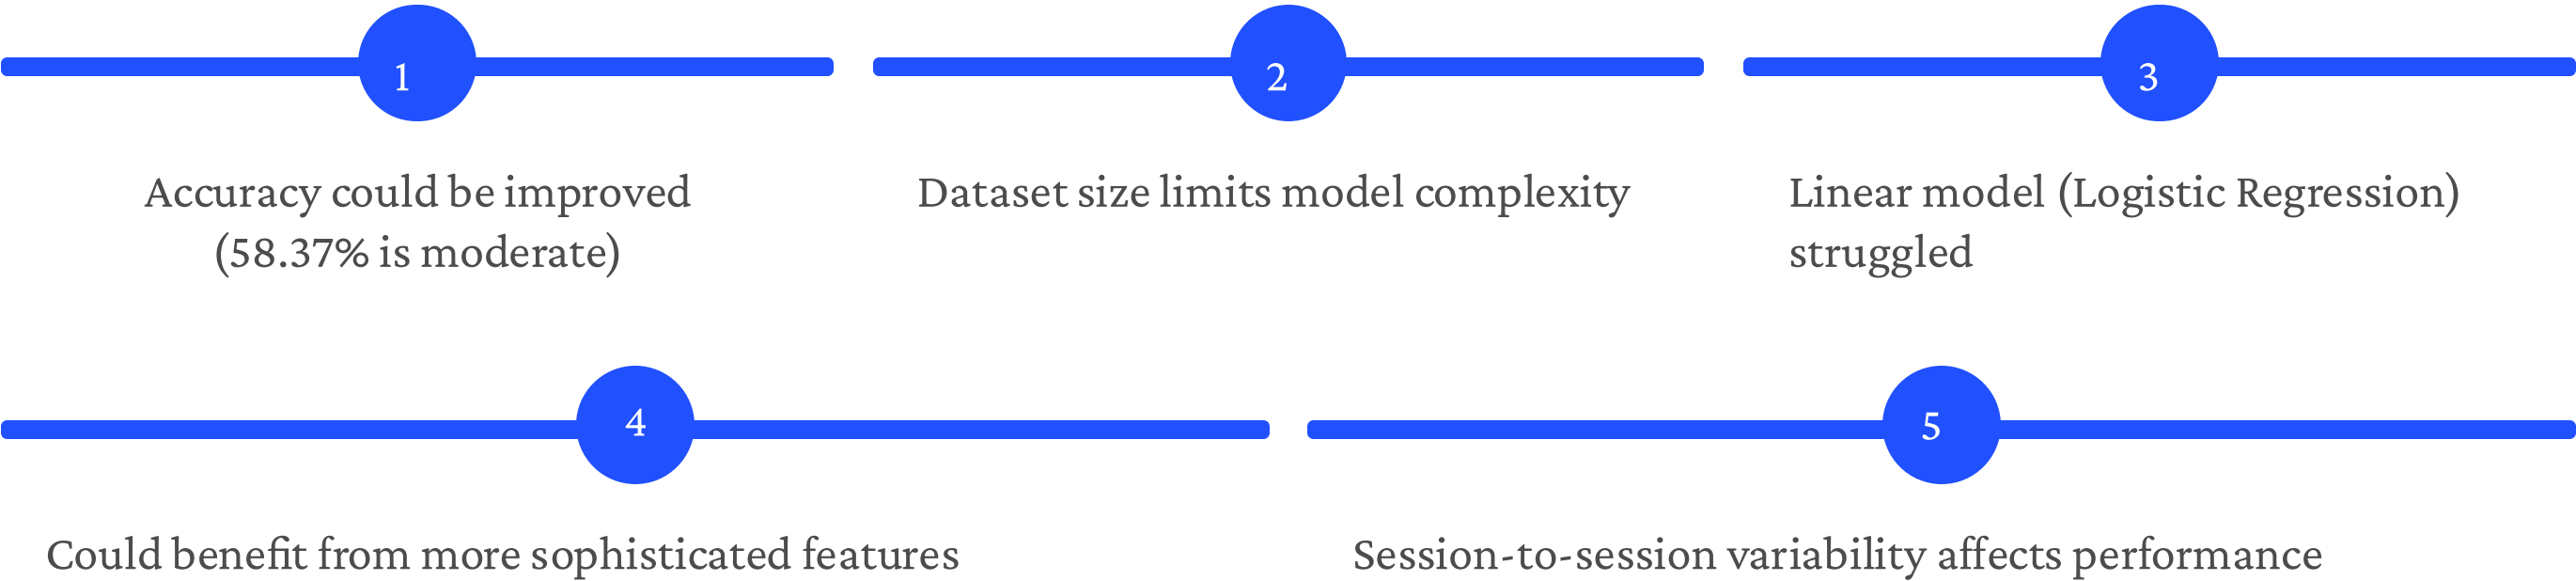 1
Accuracy could be improved
(58.37% is moderate)
2
Dataset size limits model complexity
3
Linear model (Logistic Regression)
struggled
4
Could benefit from more sophisticated features
5
Session-to-session variability affects performance